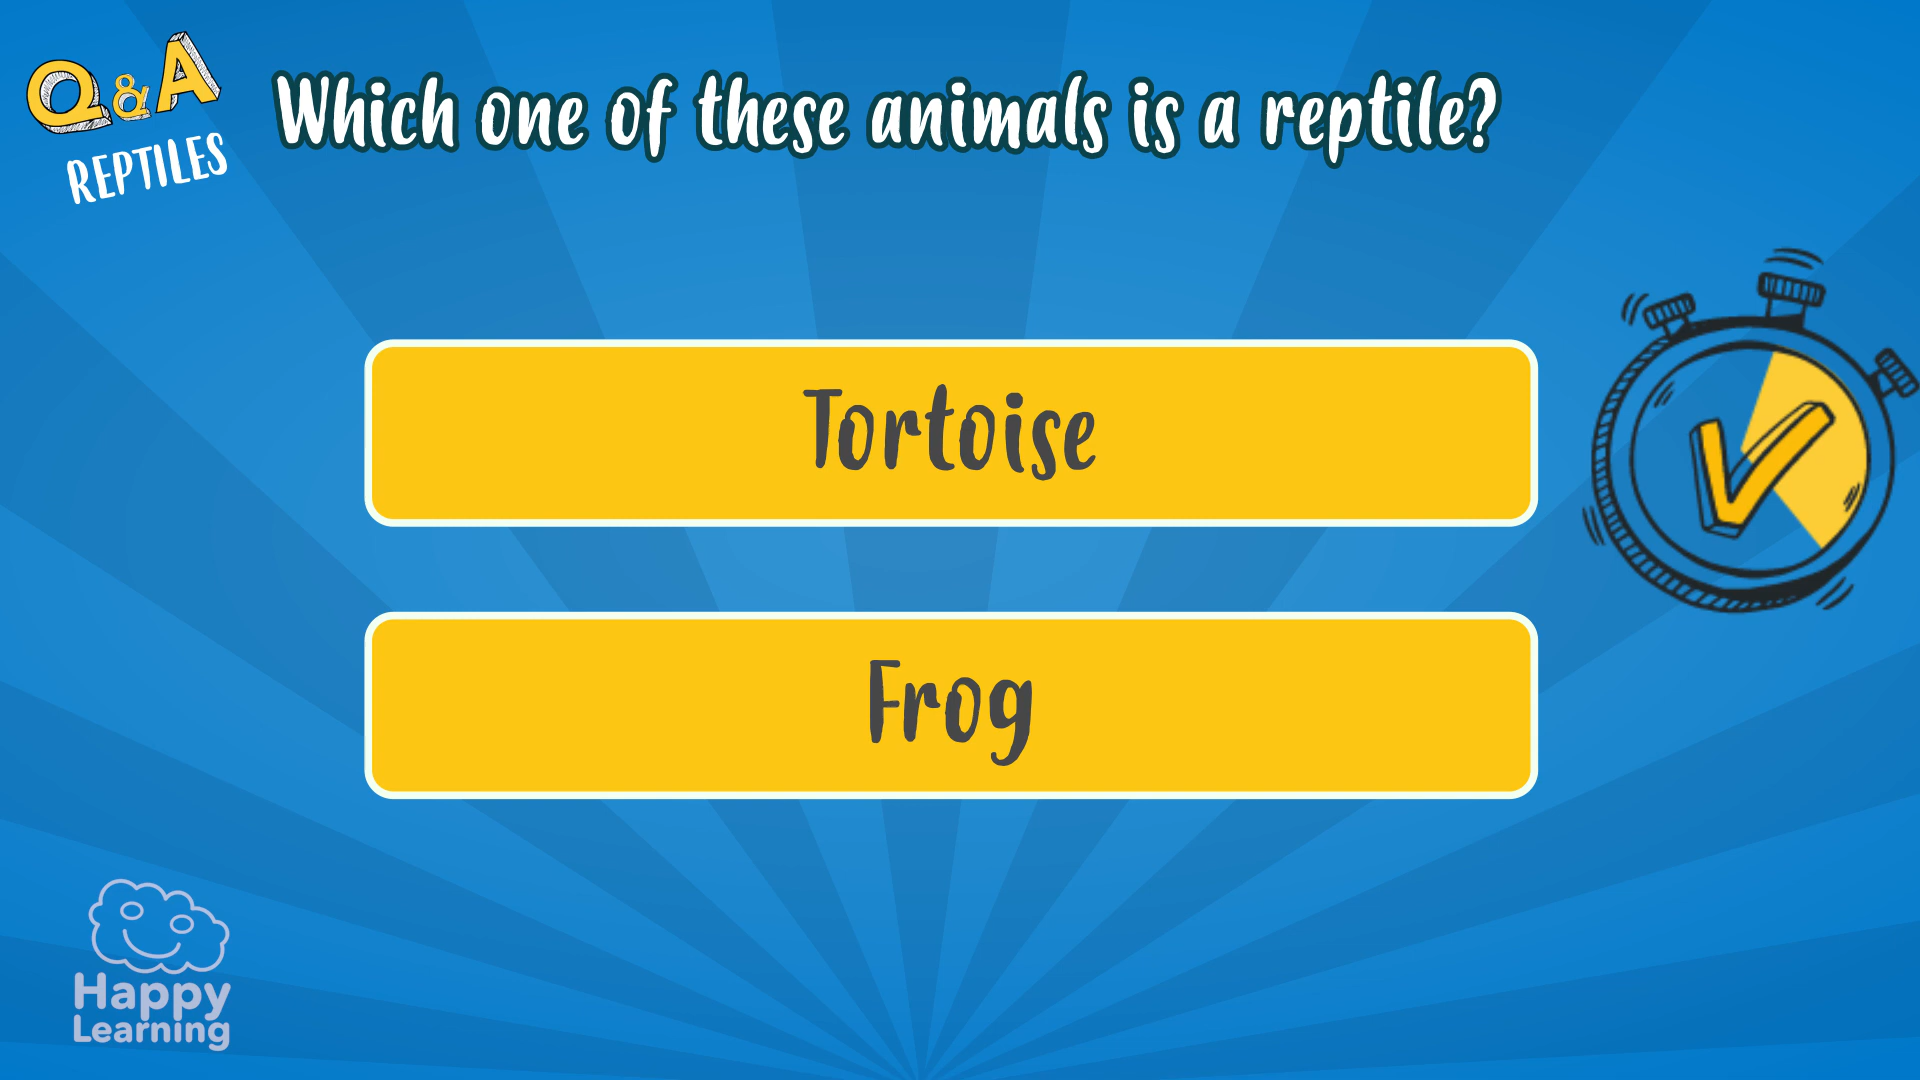 Q&A
REPTILES
Which one of these animals is a reptile?
Tortoise
Frog
Happy
Learning